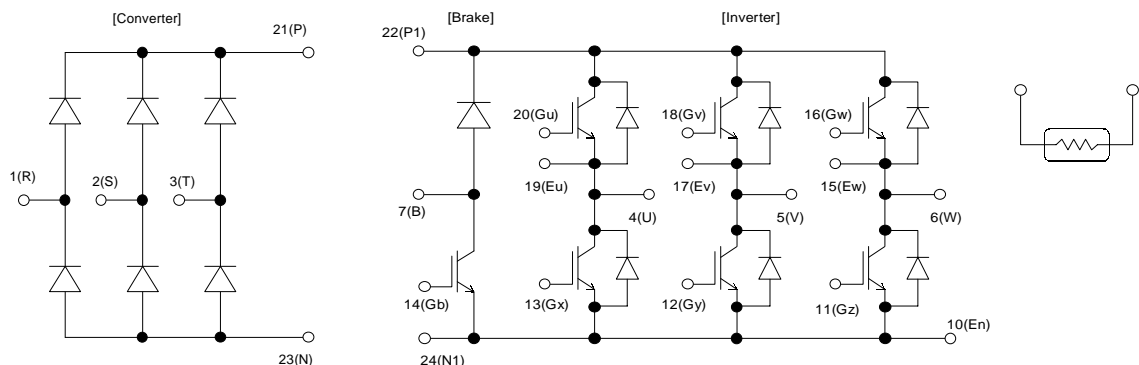 [Converter]
[Brake]
[Inverter]
21(P)
22(P1)
20(Gu)
18(Gv)
16(Gw)
1(R)
2(S)
3(T)
19(Eu)
17(Ev)
15(Ew)
7(B)
4(U)
5(V)
6(W)
14(Gb)
13(Gx)
12(Gy)
11(Gz)
10(En)
23(N)
24(N1)